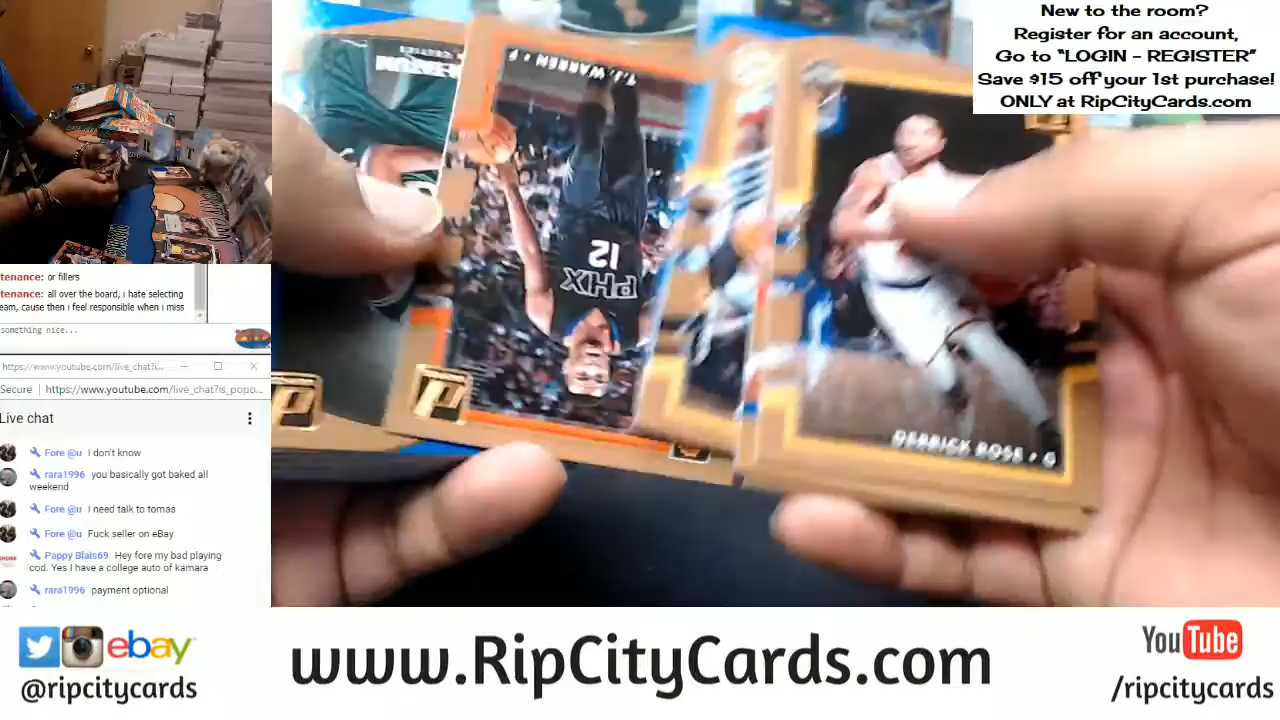 New to the room?
Register for an account,
Go to “LOGIN - REGISTER”
Save $15 off your 1st purchase!
ONLY at RipCityCards.com
T.J. WARREN • F
12
PHX
DERRICK ROSE • G
tenance: or fillers
tenance: all over the board, i hate selecting
eam, cause then i feel responsible when i miss
something nice...
https://www.youtube.com/live_chat?i...
Secure | https://www.youtube.com/live_chat?is_popo...
Live chat
Fore @u I don't know
rara1996 you basically got baked all
weekend
Fore @u I need talk to tomas
Fore @u Fuck seller on eBay
Pappy Blais69 Hey fore my bad playing
cod. Yes I have a college auto of kamara
rara1996 payment optional
ebay
@ripcitycards
www.RipCityCards.com
YouTube
/ripcitycards